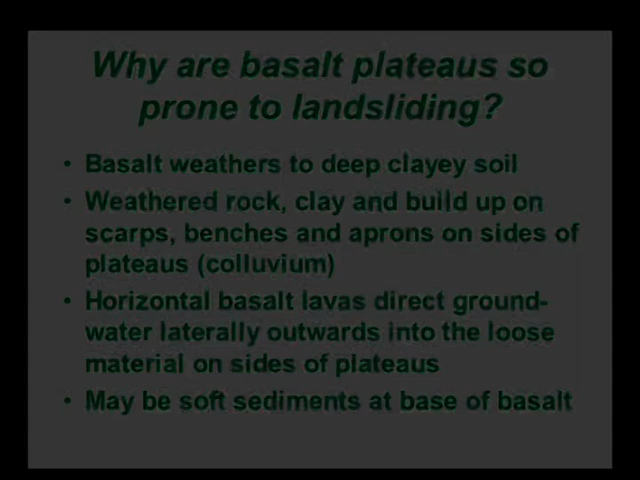 Why are basalt plateaus so
prone to landsliding?
• Basalt weathers to deep clayey soil
• Weathered rock, clay and build up on
scarps, benches and aprons on sides of
plateaus (colluvium)
• Horizontal basalt lavas direct ground-
water laterally outwards into the loose
material on sides of plateaus
• May be soft sediments at base of basalt